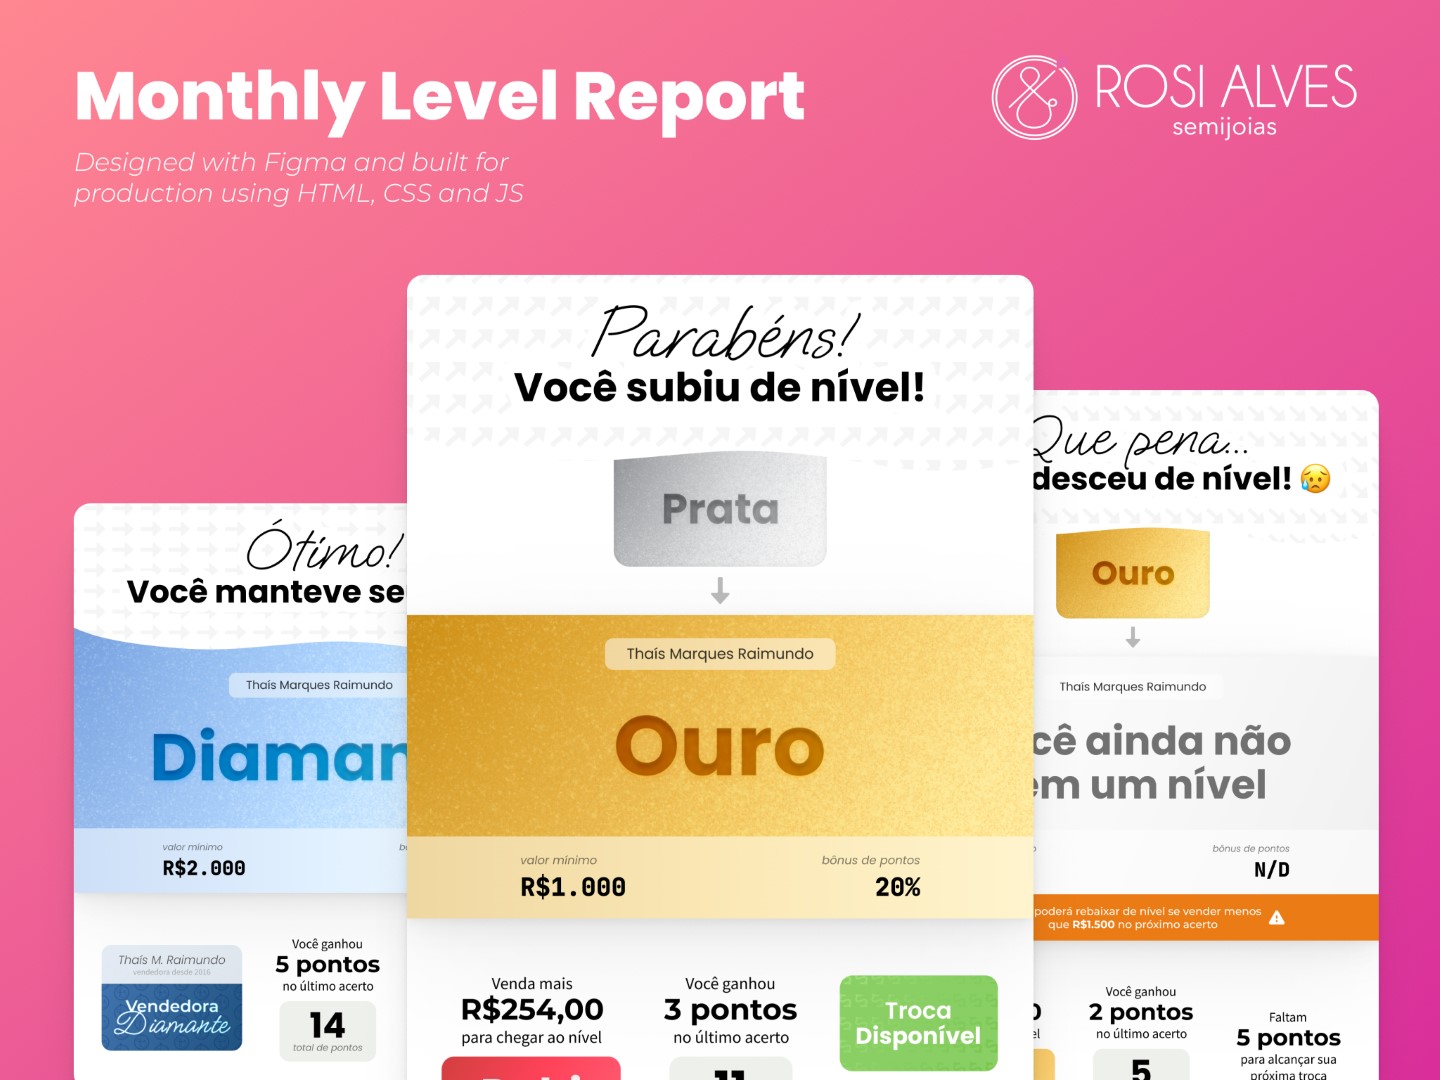 Monthly Level Report
Designed with Figma and built for
production using HTML, CSS and JS
ROSI ALVES
semijoias
Ótimo!
Você manteve
Thaís Marques Raimundo
valor mínimo
R$2.000
Thaís M. Raimundo
vendedora desde 2016
Vendedora
Diamante
Você ganhou
5 pontos
no último acerto
14
total de pontos
Parabéns!
Você subiu de nível!
Prata
Thaís Marques Raimundo
Ouro
valor mínimo
R$1.000
bônus de pontos
20%
Venda mais
R$254,00
para chegar ao nível
Você ganhou
3 pontos
no último acerto
11
Troca
Disponível
Que pena...
desceu de nível! 😥
Ouro
Thaís Marques Raimundo
cê ainda não
em um nível
bônus de pontos
N/D
poderá rebaixar de nível se vender menos
que R$1.500 no próximo acerto
Você ganhou
2 pontos
no último acerto
5
Faltam
5 pontos
para alcançar sua
próxima troca